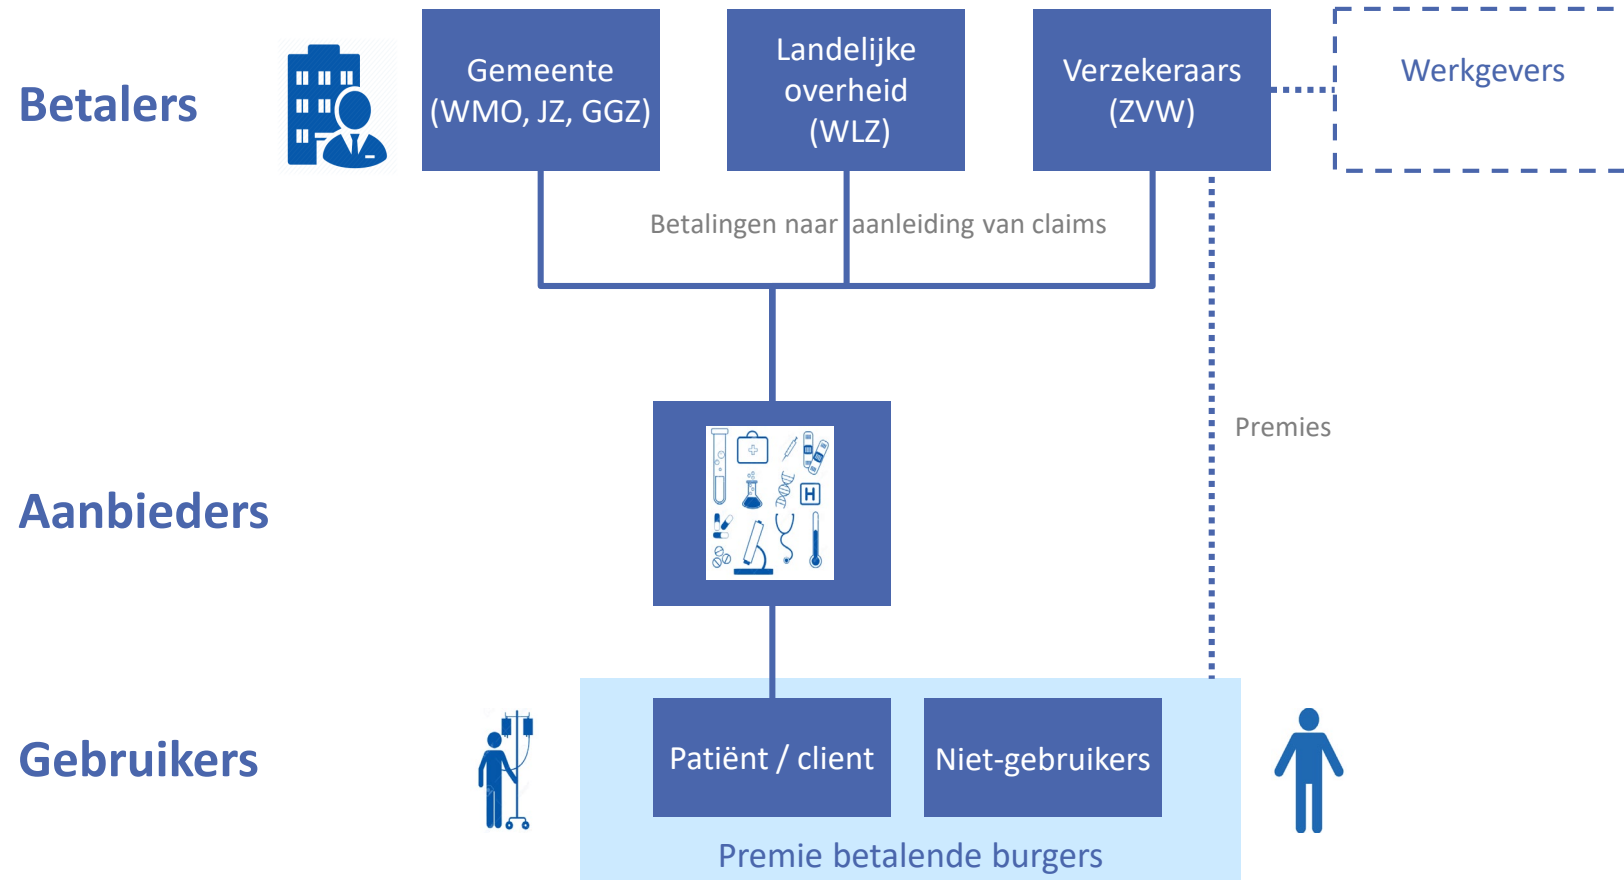 Betalers
Gemeente
(WMO, JZ, GGZ)
Landelijke
overheid
(WLZ)
Verzekeraars
(ZVW)
Werkgevers
Betalingen naar aanleiding van claims
Premies
Aanbieders
H
Gebruikers
Patiënt / client
Niet-gebruikers
Premie betalende burgers